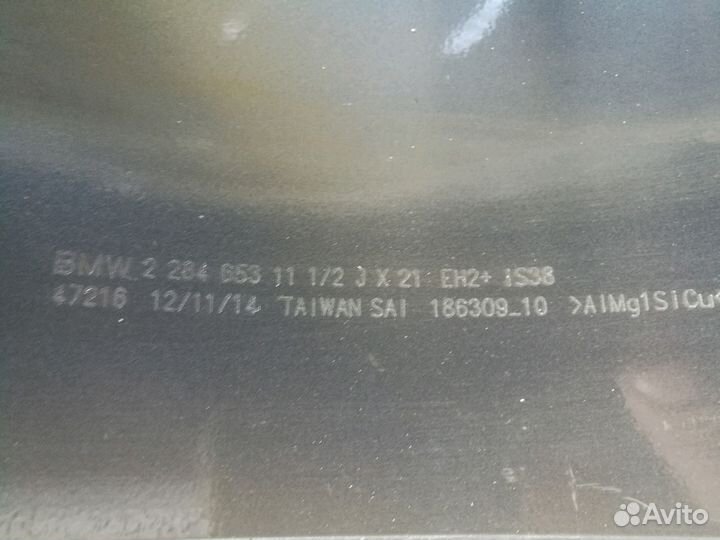 BMW 2 284 653 11 1/2 J X 21 EH2+ IS38
47216 12/11/14 TAIWAN SAI 186309_10 >AlMg1SiCu
Avito